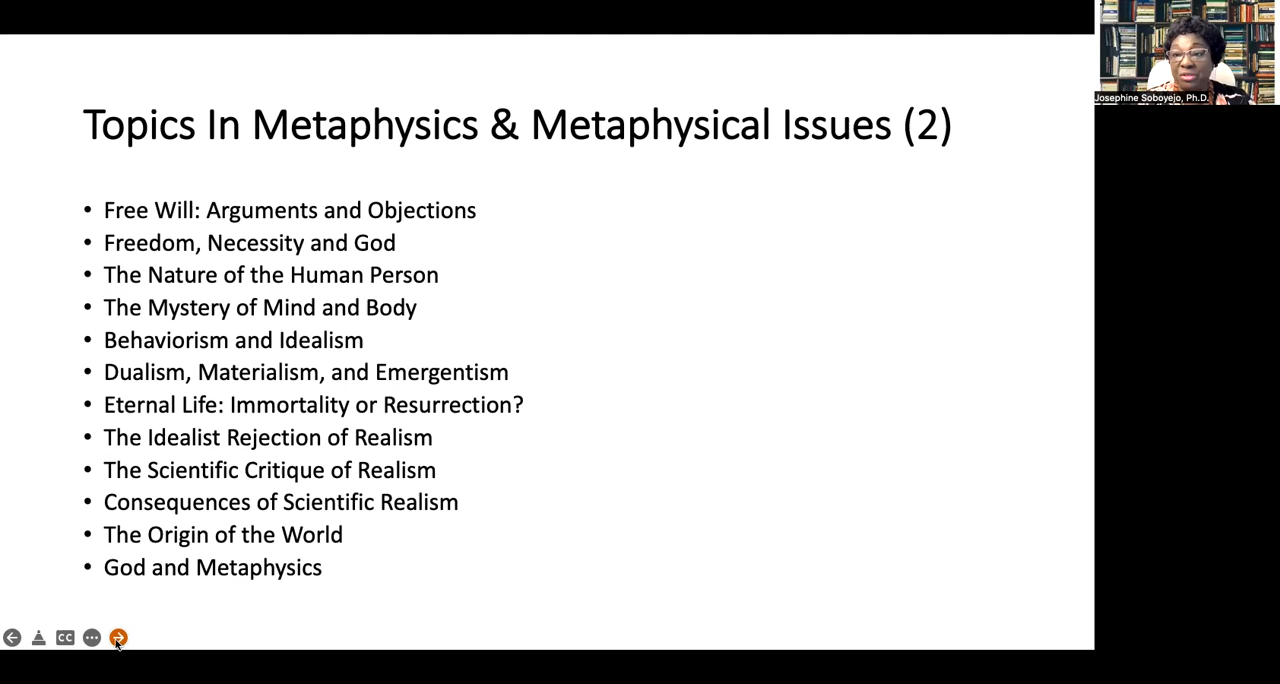 Topics In Metaphysics & Metaphysical Issues (2)
• Free Will: Arguments and Objections
• Freedom, Necessity and God
• The Nature of the Human Person
• The Mystery of Mind and Body
• Behaviorism and Idealism
• Dualism, Materialism, and Emergentism
• Eternal Life: Immortality or Resurrection?
• The Idealist Rejection of Realism
• The Scientific Critique of Realism
• Consequences of Scientific Realism
• The Origin of the World
• God and Metaphysics
Josephine Soboyejo, Ph.D.
CC